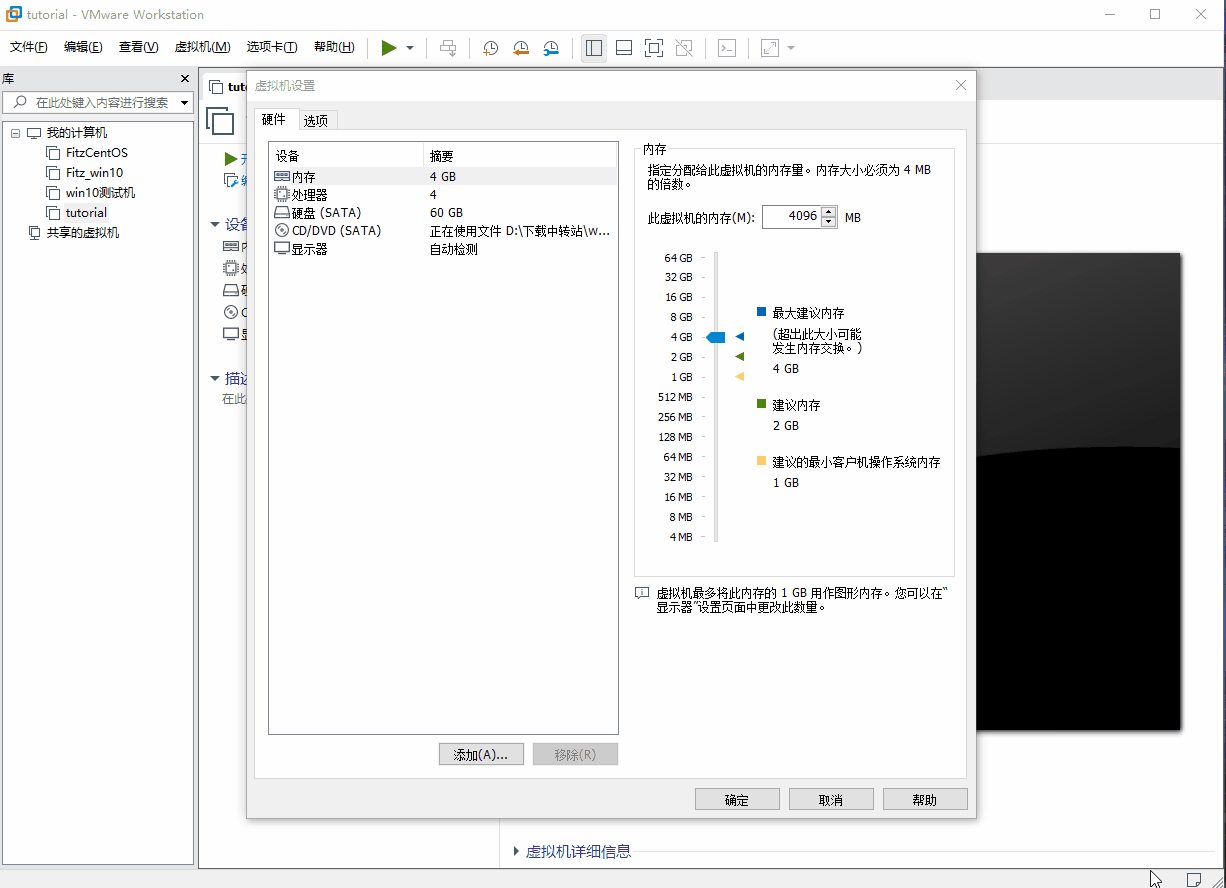 tutorial - VMware Workstation
文件(F) 编辑(E) 查看(V) 虚拟机(M) 选项卡(T) 帮助(H)
库
在此处键入内容进行搜索
我的计算机
FitzCentOS
Fitz_win10
win10测试机
tutorial
共享的虚拟机
虚拟机设置
硬件 选项
设备 摘要
内存 4 GB
处理器 4
硬盘 (SATA) 60 GB
CD/DVD (SATA) 正在使用文件 D:\下载中转站\w...
显示器 自动检测
添加(A)... 移除(R)
内存
指定分配给此虚拟机的内存量。内存大小必须为 4 MB
的倍数。
此虚拟机的内存(M): 4096 MB
64 GB
32 GB
16 GB
8 GB
4 GB
2 GB
1 GB
512 MB
256 MB
128 MB
64 MB
32 MB
16 MB
8 MB
4 MB
最大建议内存
(超出此大小可能
发生内存交换。)
4 GB
建议内存
2 GB
建议的最小客户机操作系统内存
1 GB
虚拟机最多将此内存的 1 GB 用作图形内存。您可以在“
显示器”设置页面中更改此数量。
确定 取消 帮助
虚拟机详细信息